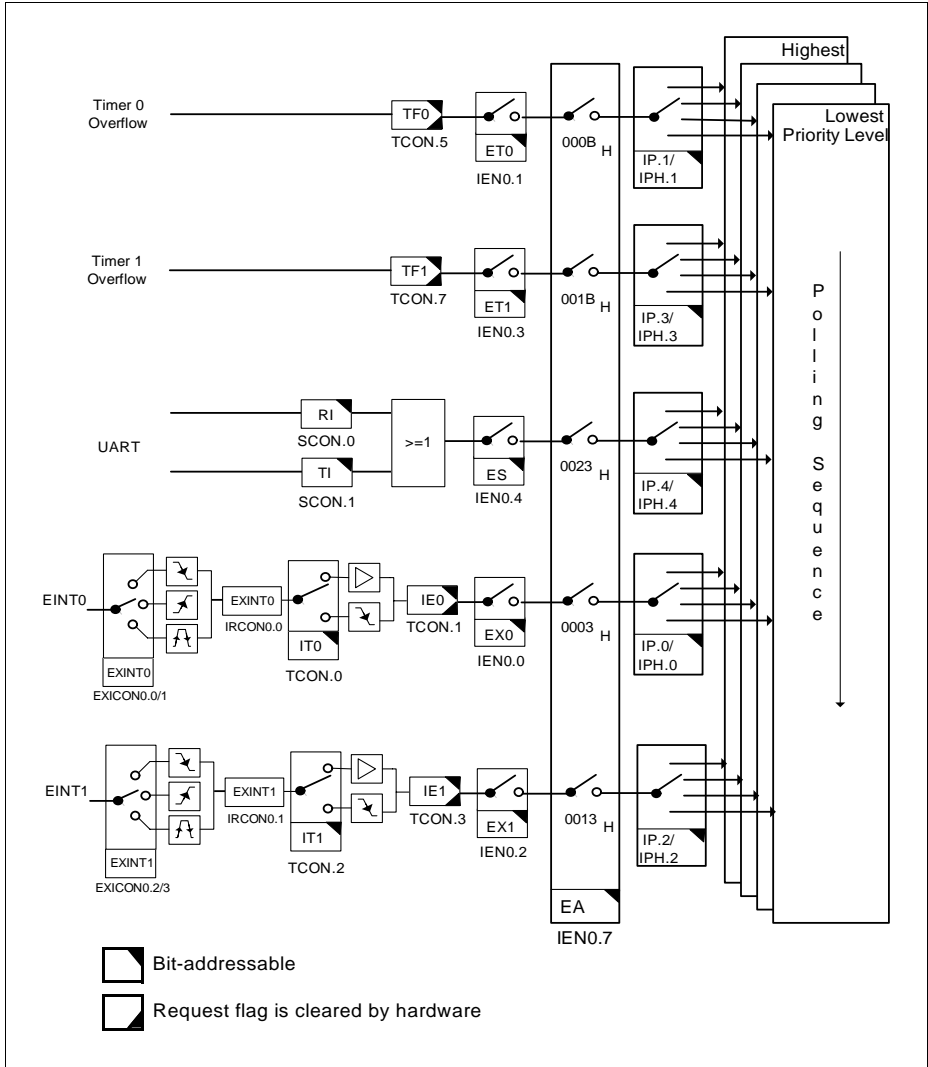 Highest
Lowest
Priority Level
Timer 0
Overflow
TF0
TCON.5
ET0
IEN0.1
000B H
IP.1/
IPH.1
Timer 1
Overflow
TF1
TCON.7
ET1
IEN0.3
001B H
IP.3/
IPH.3
UART
RI
SCON.0
TI
SCON.1
>=1
ES
IEN0.4
0023 H
IP.4/
IPH.4
EINT0
EXINT0
EXICON0.0/1
EXINT0
IRCON0.0
IT0
TCON.0
IE0
TCON.1
EX0
IEN0.0
0003 H
IP.0/
IPH.0
EINT1
EXINT1
EXICON0.2/3
EXINT1
IRCON0.1
IT1
TCON.2
IE1
TCON.3
EX1
IEN0.2
0013 H
IP.2/
IPH.2
EA
IEN0.7
Polling Sequence
Bit-addressable
Request flag is cleared by hardware